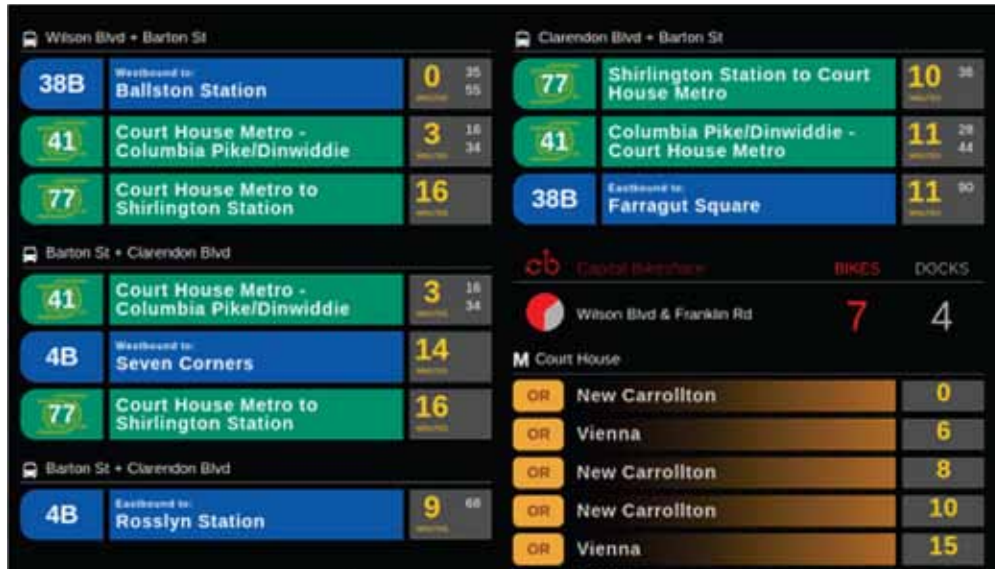 Wilson Blvd + Barton St
38B
Westbound to:
Ballston Station
0
35
55
41
Court House Metro -
Columbia Pike/Dinwiddie
3
16
34
77
Court House Metro to
Shirlington Station
16
Barton St + Clarendon Blvd
41
Court House Metro -
Columbia Pike/Dinwiddie
3
16
34
4B
Westbound to:
Seven Corners
14
77
Court House Metro to
Shirlington Station
16
Barton St + Clarendon Blvd
4B
Eastbound to:
Rosslyn Station
9
68
Clarendon Blvd + Barton St
77
Shirlington Station to Court
House Metro
10
36
41
Columbia Pike/Dinwiddie -
Court House Metro
11
28
44
38B
Eastbound to:
Farragut Square
11
90
cb Capital Bikeshare BIKES DOCKS
Wilson Blvd & Franklin Rd 7 4
M Court House
OR New Carrollton 0
OR Vienna 6
OR New Carrollton 8
OR New Carrollton 10
OR Vienna 15